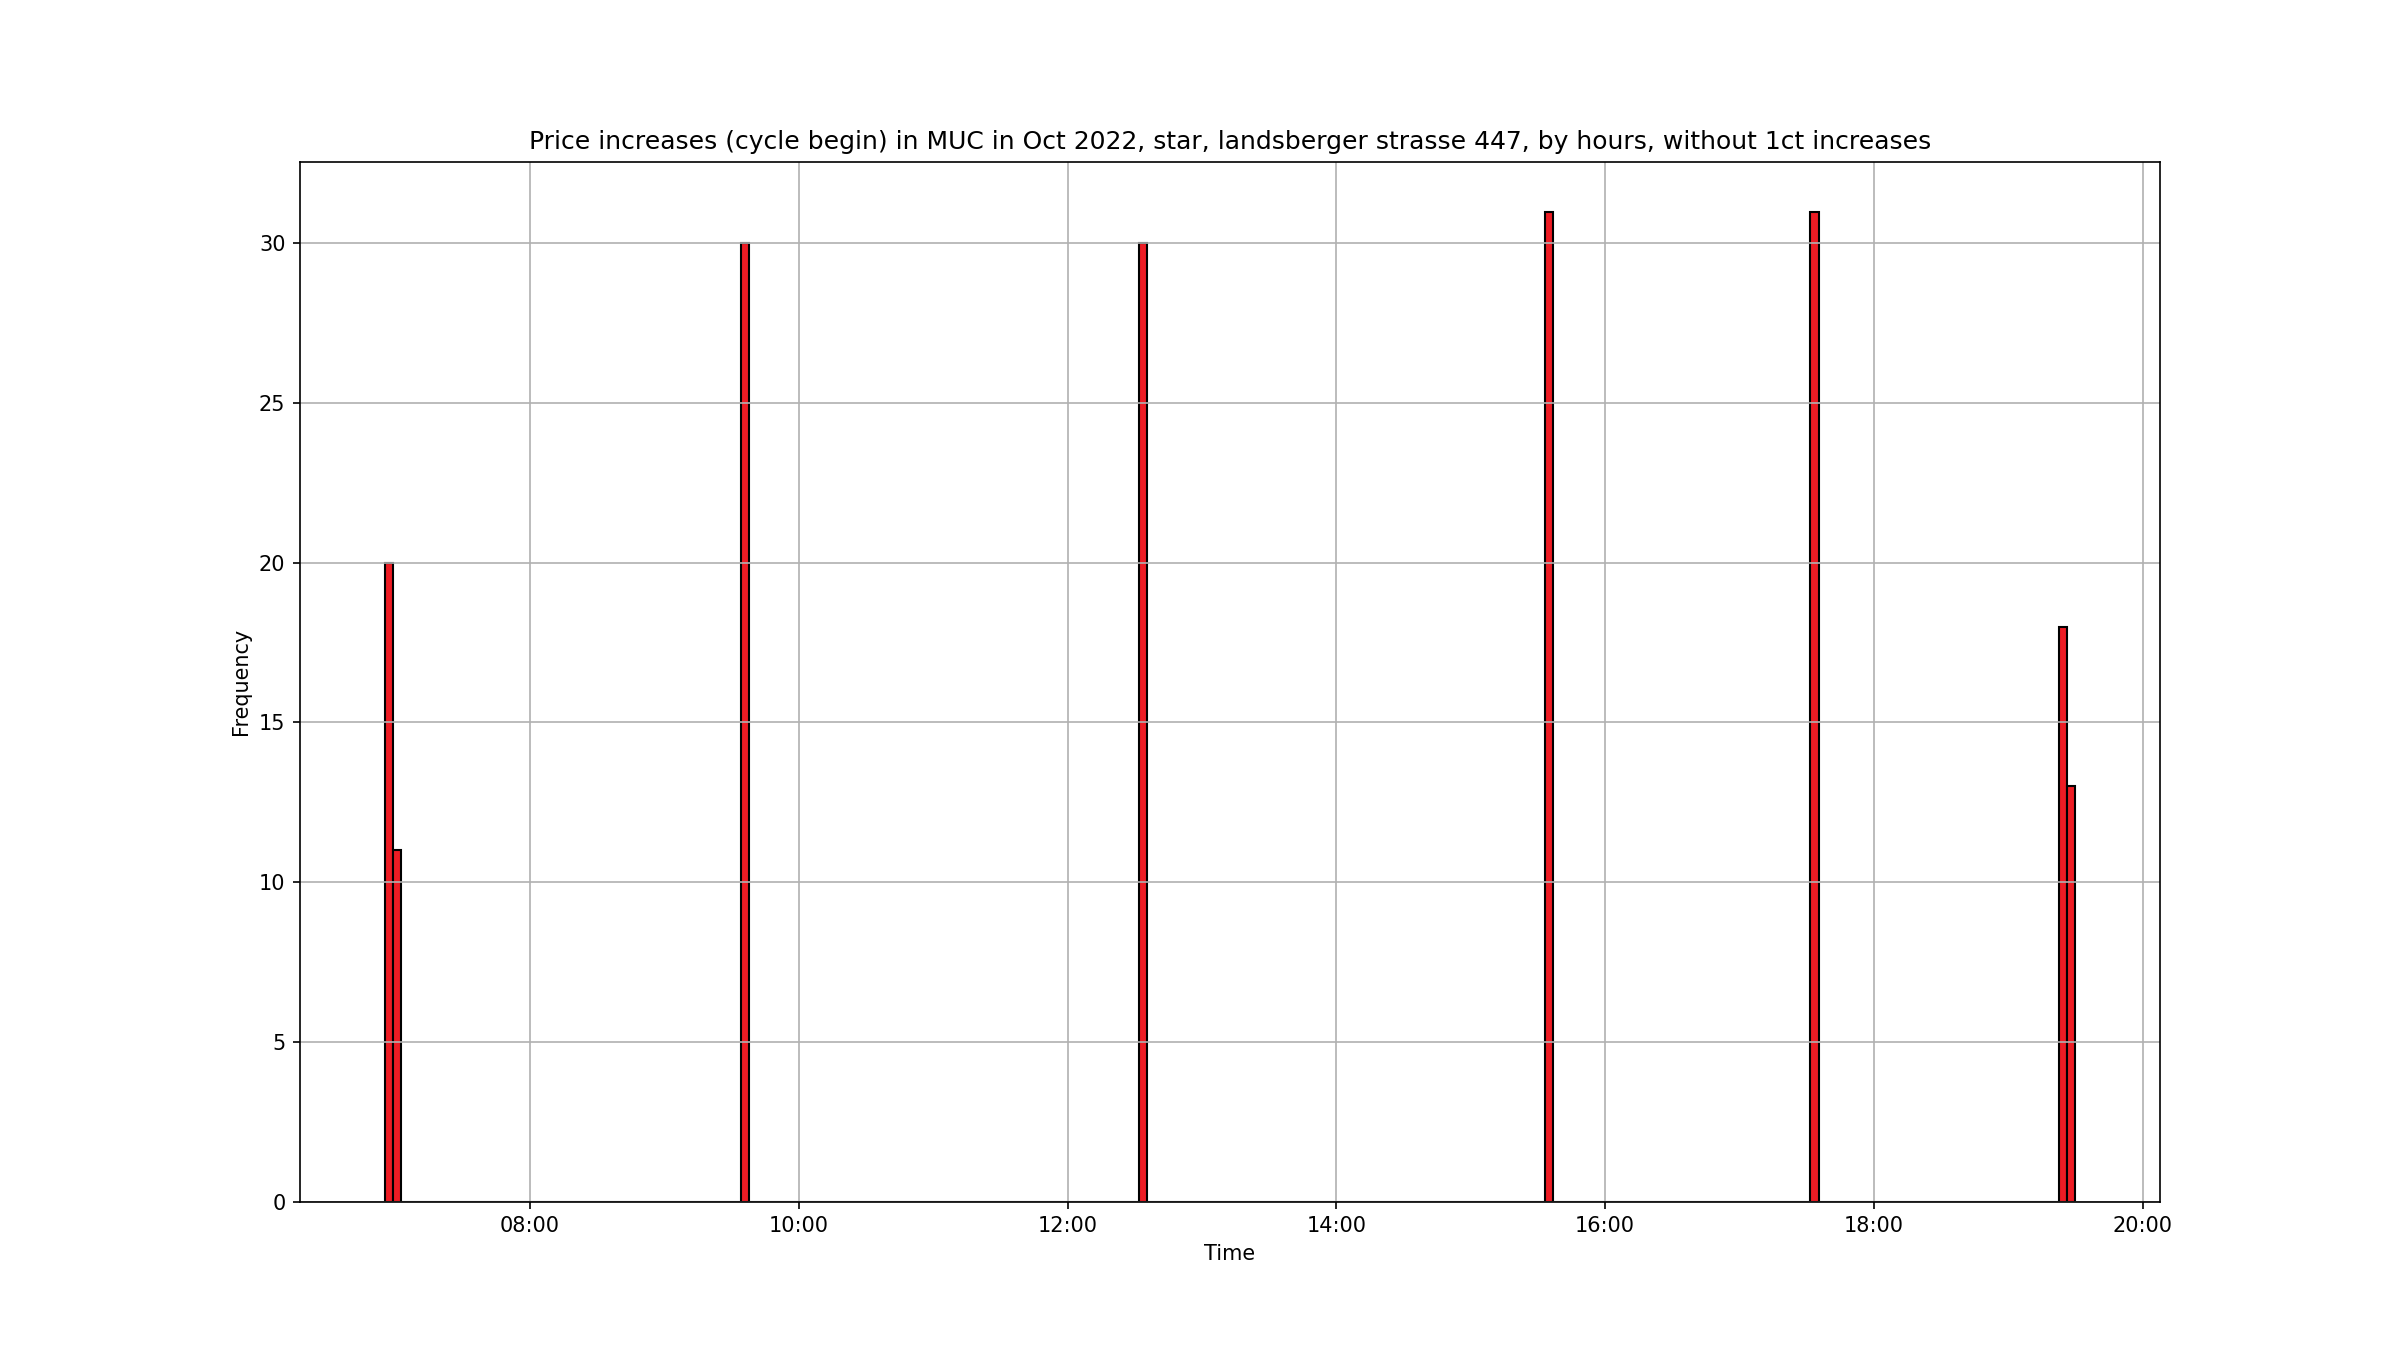 Price increases (cycle begin) in MUC in Oct 2022, star, landsberger strasse 447, by hours, without 1ct increases
30
25
20
15
10
5
0
Frequency
08:00 10:00 12:00 14:00 16:00 18:00 20:00
Time